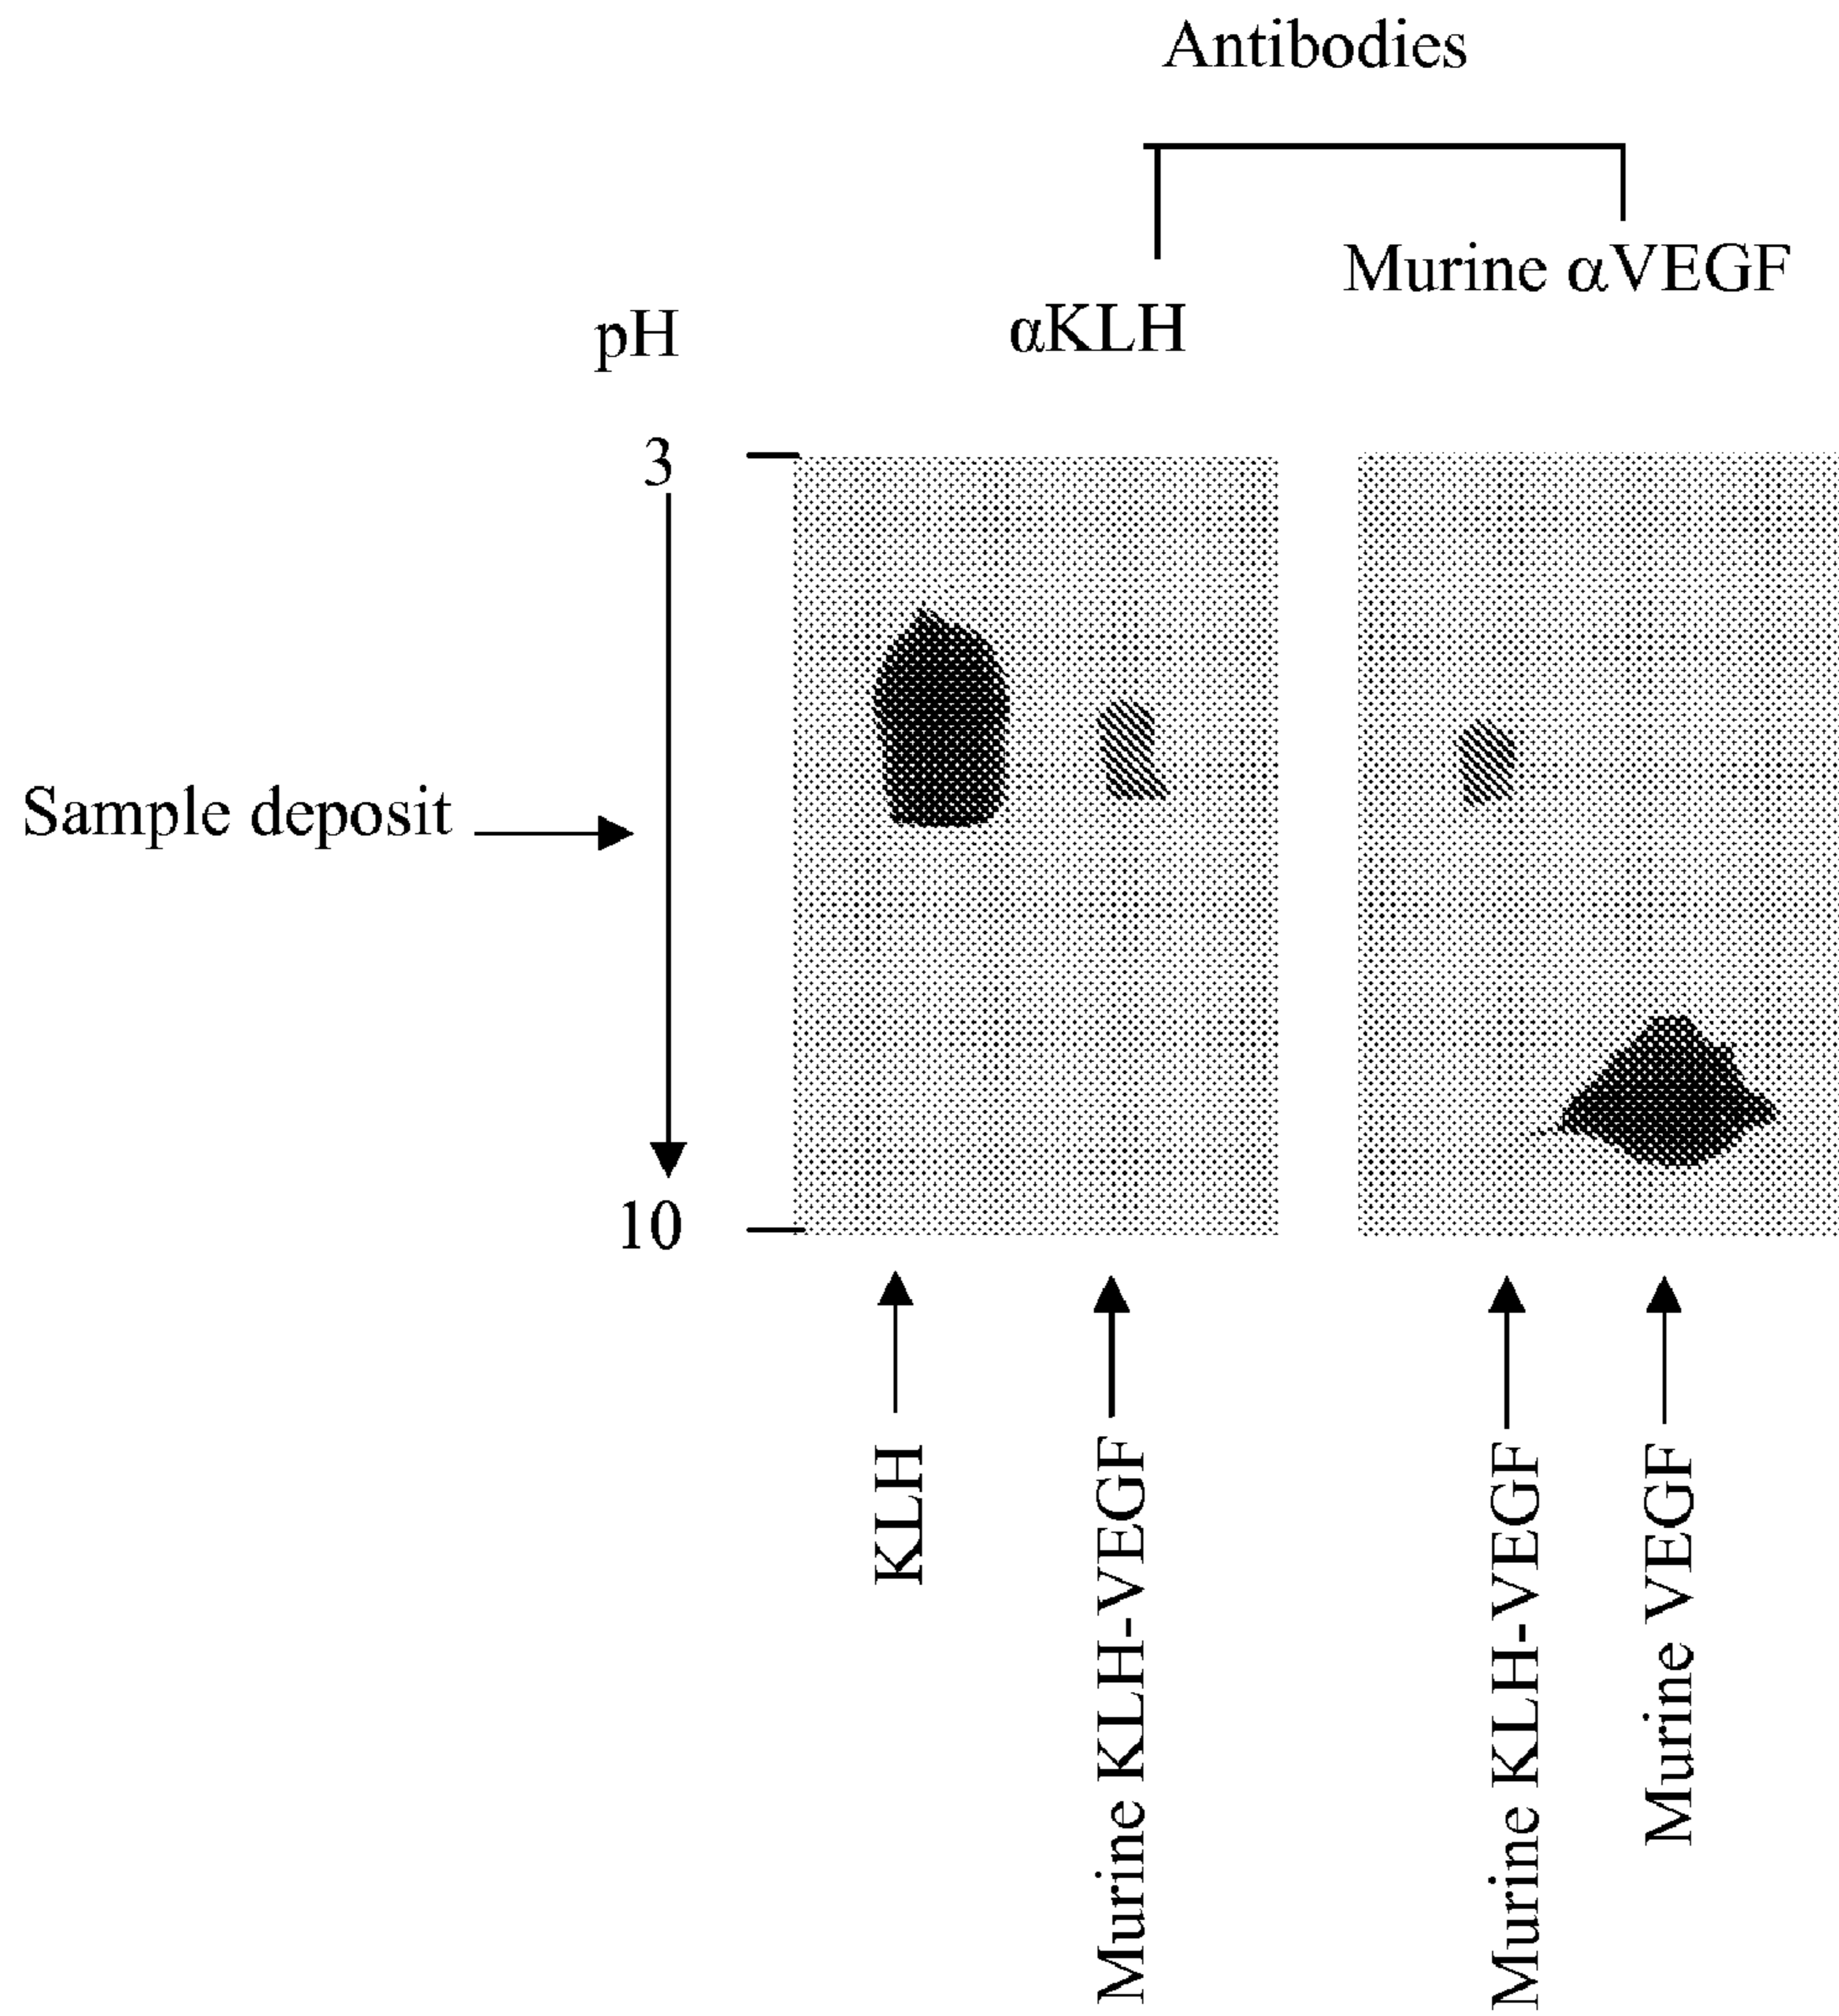 Antibodies
Murine αVEGF
αKLH
pH
3
Sample deposit
10
KLH
Murine KLH-VEGF
Murine KLH-VEGF
Murine VEGF